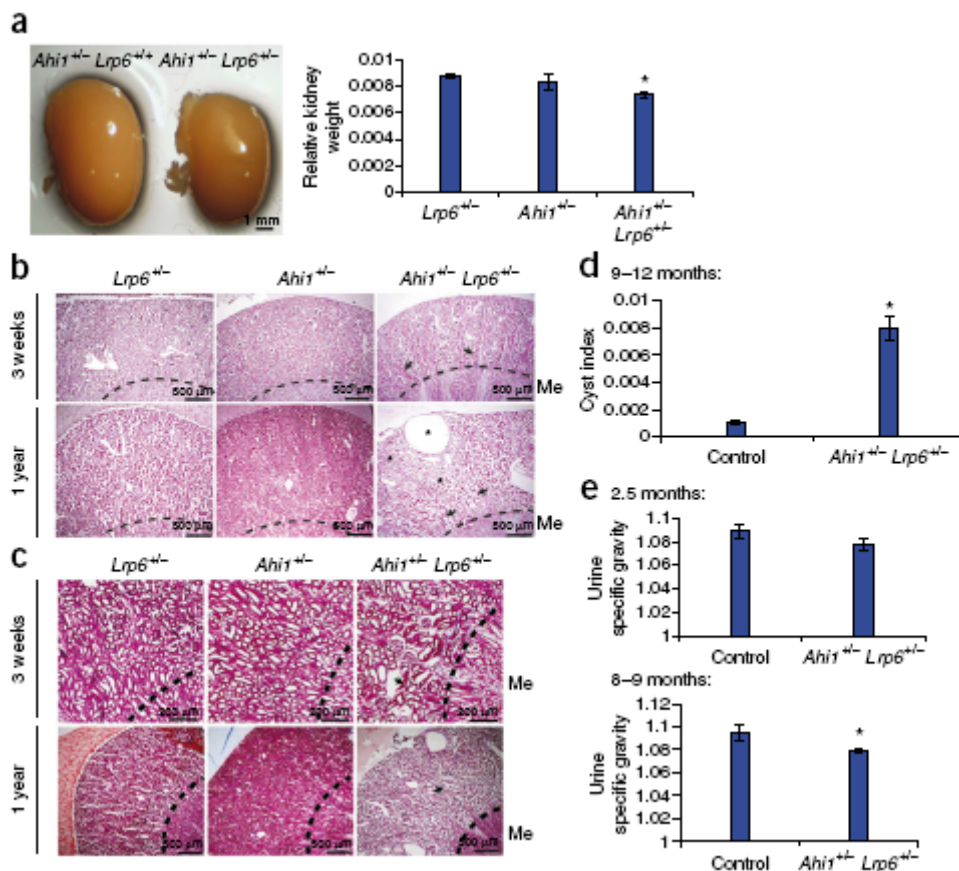 a
Ahi1+/– Lrp6+/+ Ahi1+/– Lrp6+/–
1 mm
Relative kidney
weight
0.01
0.008
0.006
0.004
0.002
0
Lrp6+/–
Ahi1+/–
Ahi1+/–
Lrp6+/–
*
b
Lrp6+/–
Ahi1+/–
Ahi1+/– Lrp6+/–
3 weeks
500 µm
500 µm
500 µm
Me
1 year
*
500 µm
500 µm
500 µm
Me
c
Lrp6+/–
Ahi1+/–
Ahi1+/– Lrp6+/–
3 weeks
200 µm
200 µm
200 µm
Me
1 year
500 µm
500 µm
500 µm
Me
d
9–12 months:
Cyst index
0.01
0.008
0.006
0.004
0.002
0
*
Control
Ahi1+/– Lrp6+/–
e
2.5 months:
Urine
specific gravity
1.1
1.08
1.06
1.04
1.02
1
Control
Ahi1+/– Lrp6+/–
8–9 months:
Urine
specific gravity
1.12
1.1
1.08
1.06
1.04
1.02
1
*
Control
Ahi1+/– Lrp6+/–